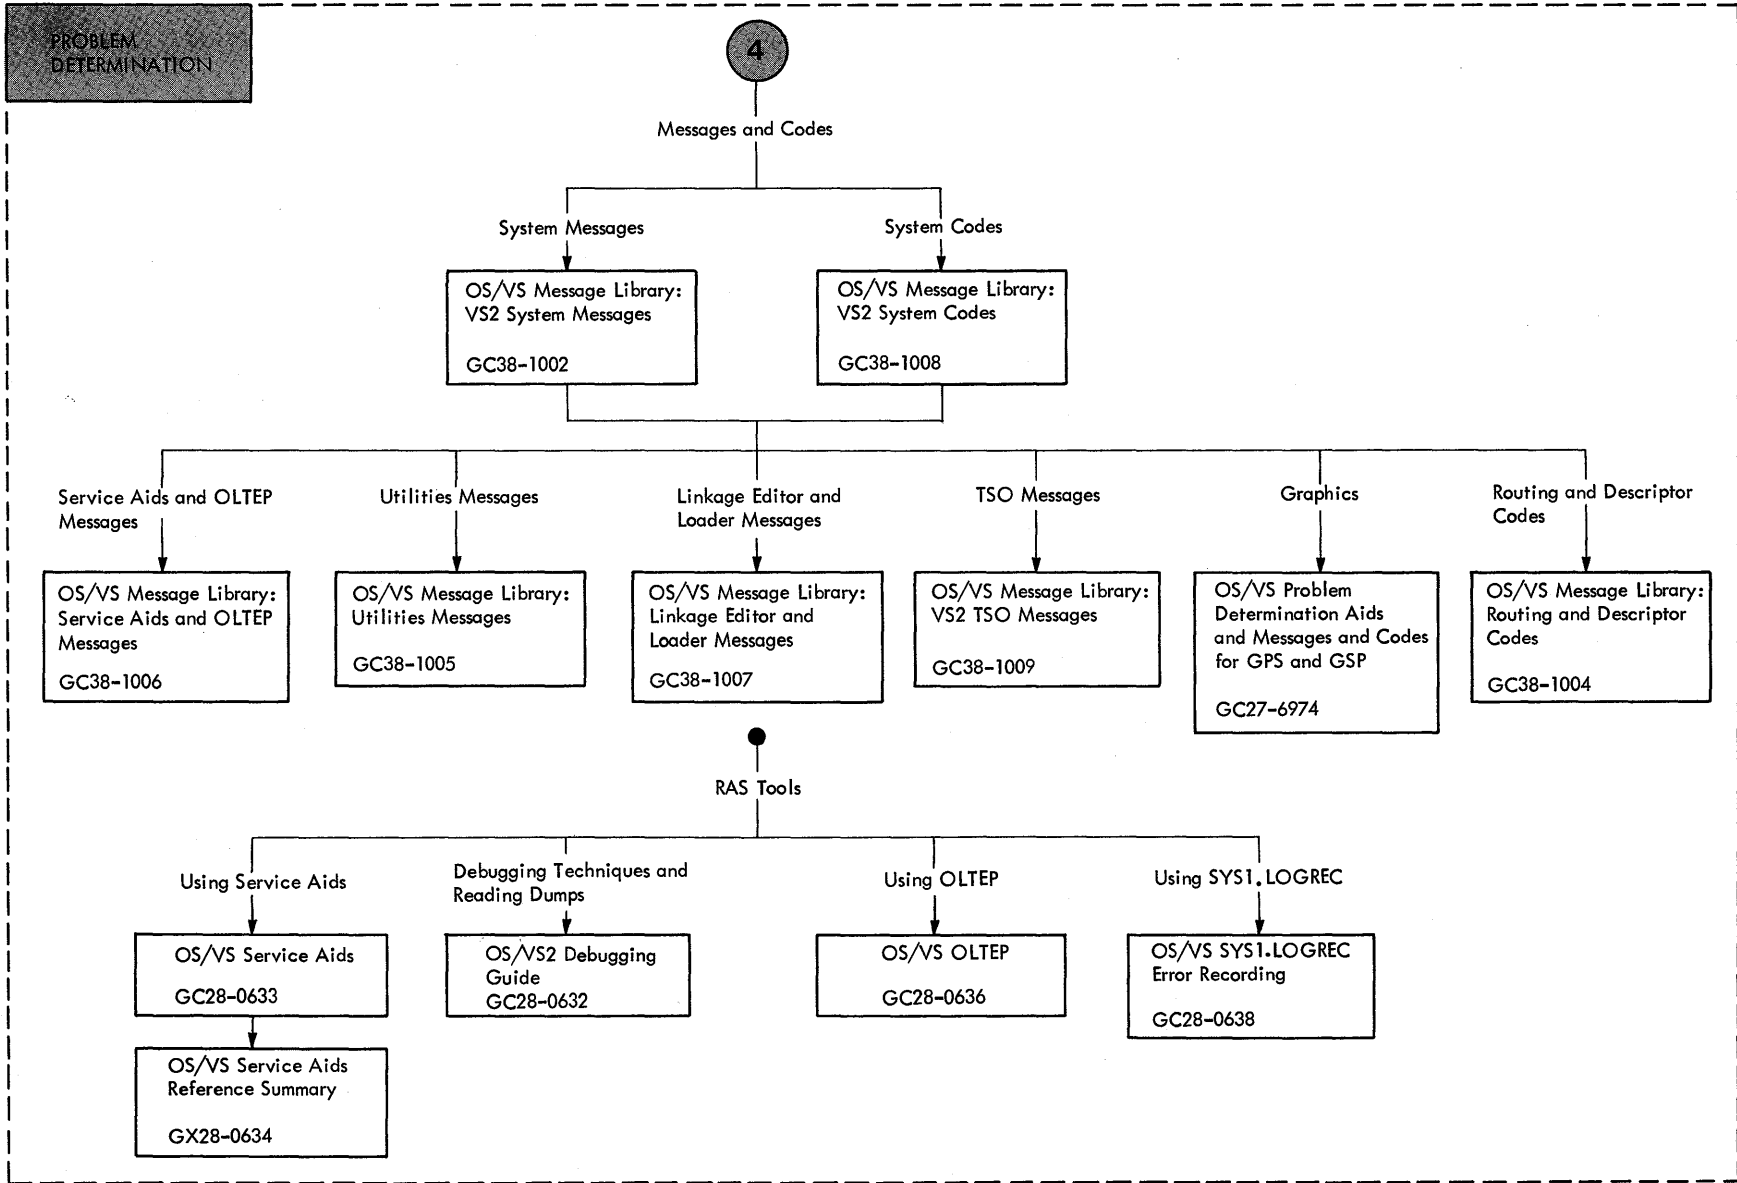 PROBLEM
DETERMINATION
4
Messages and Codes
System Messages
System Codes
OS/VS Message Library:
VS2 System Messages
GC38-1002
OS/VS Message Library:
VS2 System Codes
GC38-1008
Service Aids and OLTEP
Messages
Utilities Messages
Linkage Editor and
Loader Messages
TSO Messages
Graphics
Routing and Descriptor
Codes
OS/VS Message Library:
Service Aids and OLTEP
Messages
GC38-1006
OS/VS Message Library:
Utilities Messages
GC38-1005
OS/VS Message Library:
Linkage Editor and
Loader Messages
GC38-1007
OS/VS Message Library:
VS2 TSO Messages
GC38-1009
OS/VS Problem
Determination Aids
and Messages and Codes
for GPS and GSP
GC27-6974
OS/VS Message Library:
Routing and Descriptor
Codes
GC38-1004
RAS Tools
Using Service Aids
Debugging Techniques and
Reading Dumps
Using OLTEP
Using SYS1.LOGREC
OS/VS Service Aids
GC28-0633
OS/VS2 Debugging
Guide
GC28-0632
OS/VS OLTEP
GC28-0636
OS/VS SYS1.LOGREC
Error Recording
GC28-0638
OS/VS Service Aids
Reference Summary
GX28-0634